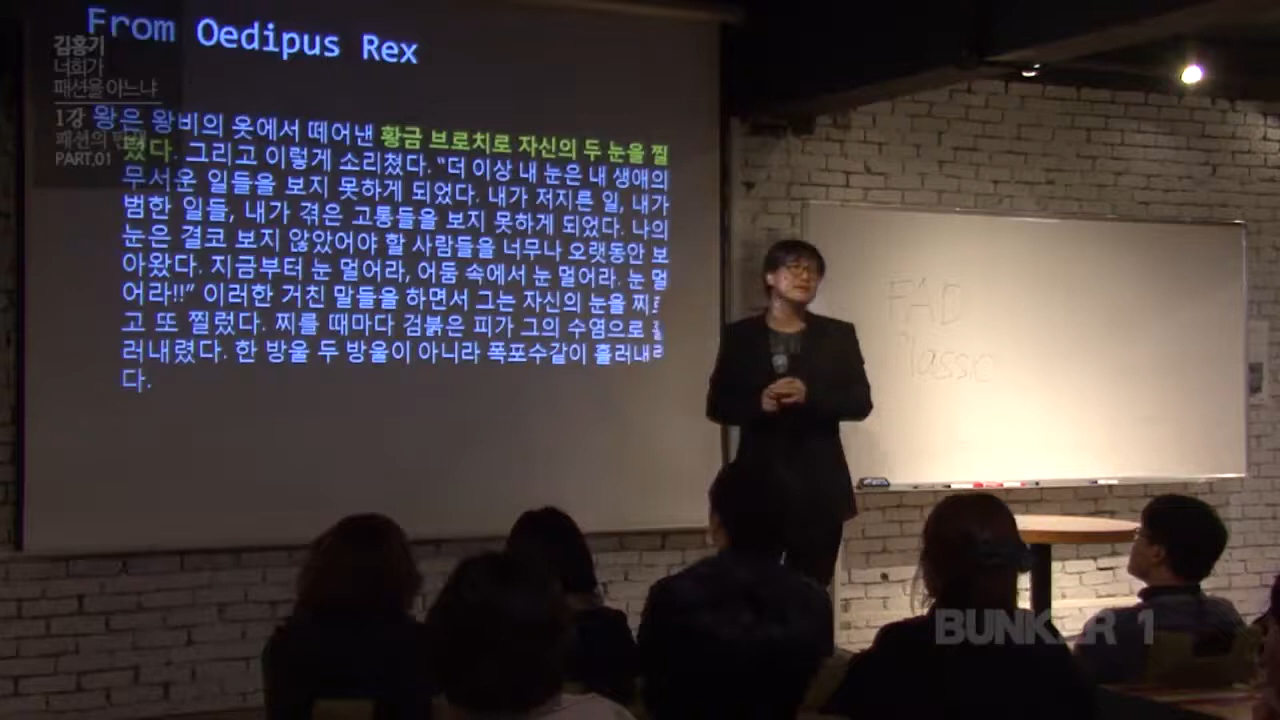 From Oedipus Rex
김홍기
너희가
패션을 아느냐
1강
패션의
PART.01
왕은 왕비의 옷에서 떼어낸 황금 브로치로 자신의 두 눈을 찔
렀다. 그리고 이렇게 소리쳤다. “더 이상 내 눈은 내 생애의
무서운 일들을 보지 못하게 되었다. 내가 저지른 일, 내가
범한 일들, 내가 겪은 고통들을 보지 못하게 되었다. 나의
눈은 결코 보지 않았어야 할 사람들을 너무나 오랫동안 보
아왔다. 지금부터 눈 멀어라, 어둠 속에서 눈 멀어라. 눈 멀
어라!!” 이러한 거친 말들을 하면서 그는 자신의 눈을 찌르
고 또 찔렀다. 찌를 때마다 검붉은 피가 그의 수염으로 흘
러내렸다. 한 방울 두 방울이 아니라 폭포수같이 흘러내렸
다.
FAD
Classic
BUNKER 1